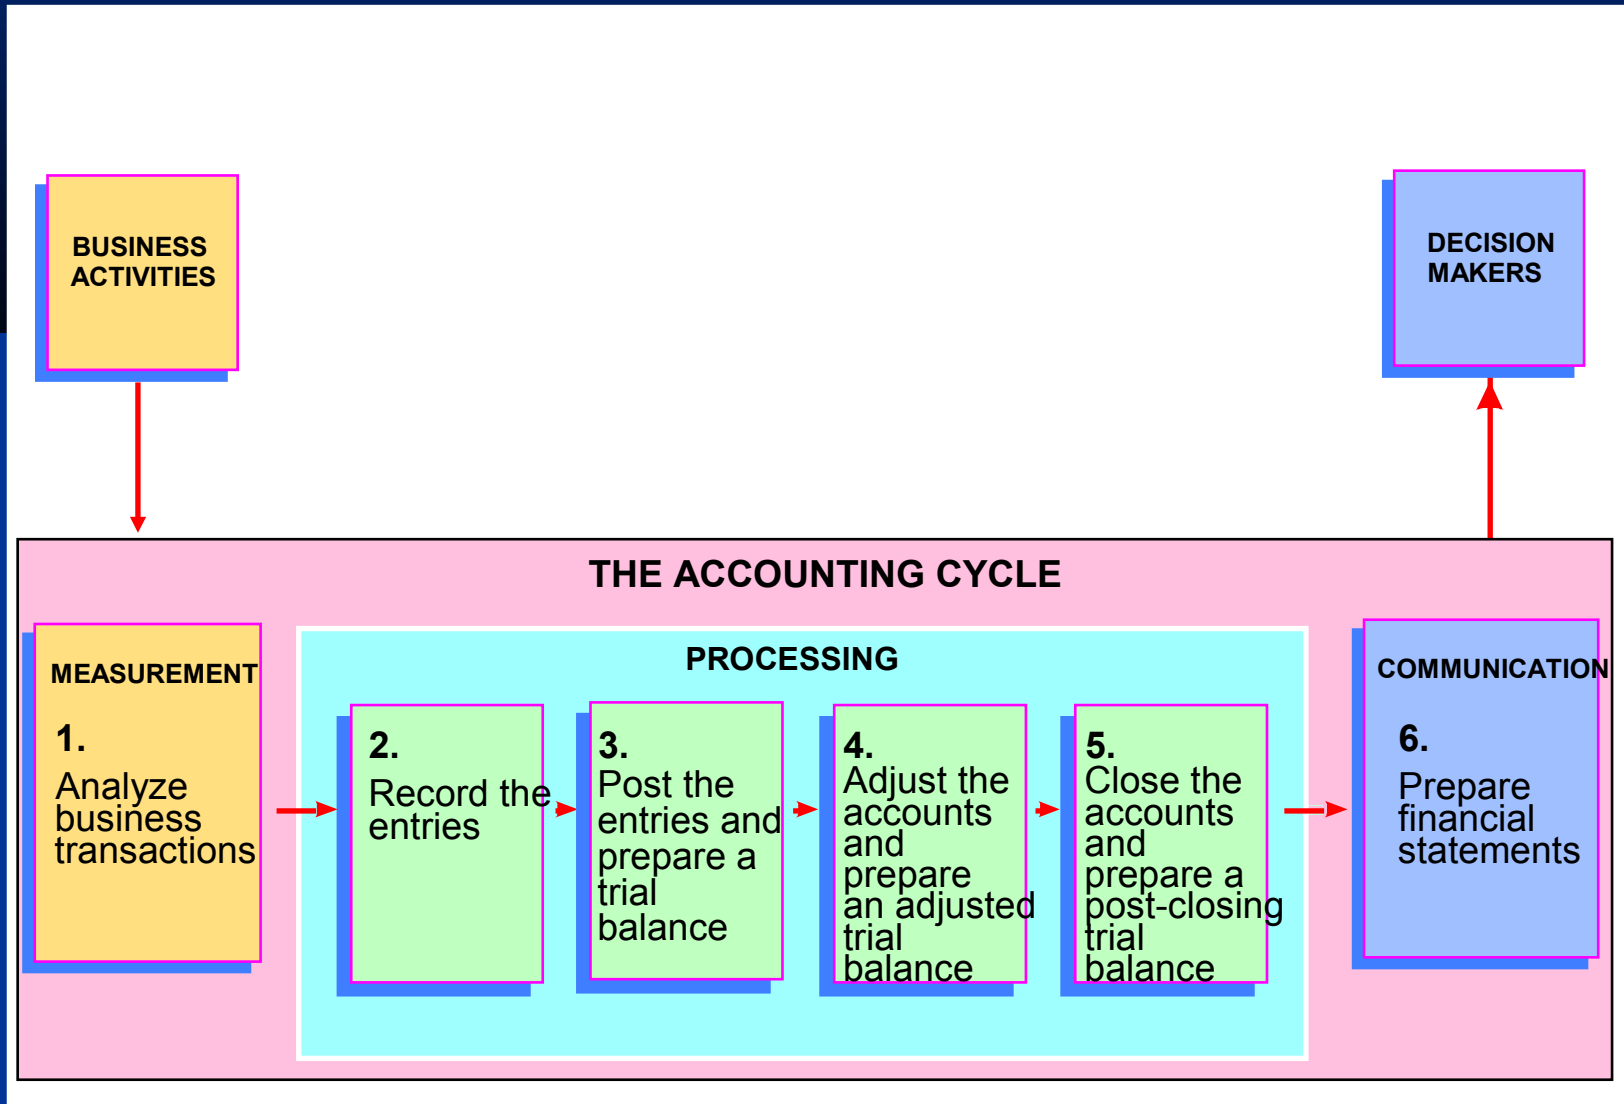 BUSINESS
ACTIVITIES
DECISION
MAKERS
THE ACCOUNTING CYCLE
MEASUREMENT
1.
Analyze
business
transactions
PROCESSING
2.
Record the
entries
3.
Post the
entries and
prepare a
trial
balance
4.
Adjust the
accounts
and
prepare
an adjusted
trial
balance
5.
Close the
accounts
and
prepare a
post-closing
trial
balance
COMMUNICATION
6.
Prepare
financial
statements